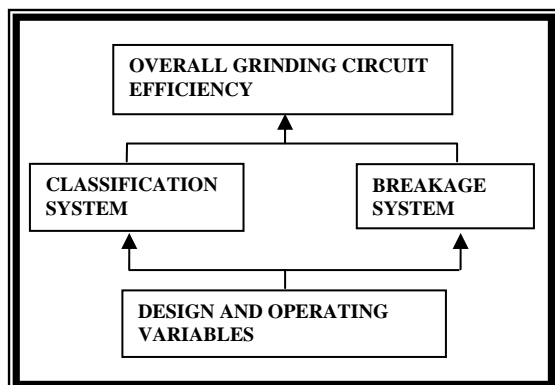 OVERALL GRINDING CIRCUIT
EFFICIENCY
CLASSIFICATION
SYSTEM
BREAKAGE
SYSTEM
DESIGN AND OPERATING
VARIABLES